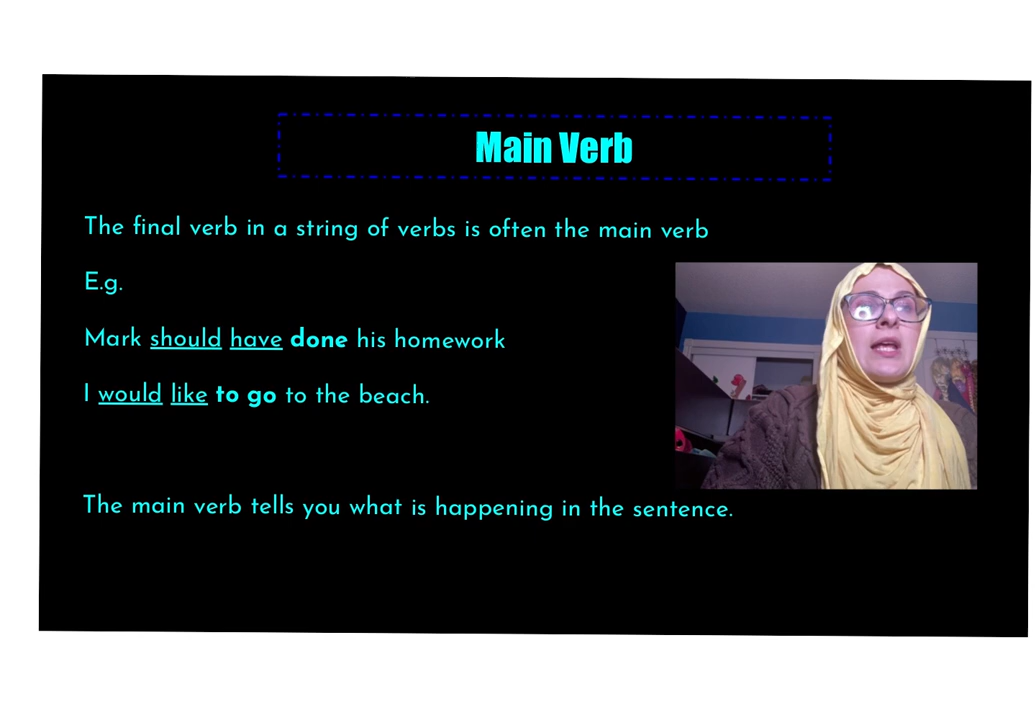 Main Verb
The final verb in a string of verbs is often the main verb
E.g.
Mark should have done his homework
I would like to go to the beach.
The main verb tells you what is happening in the sentence.